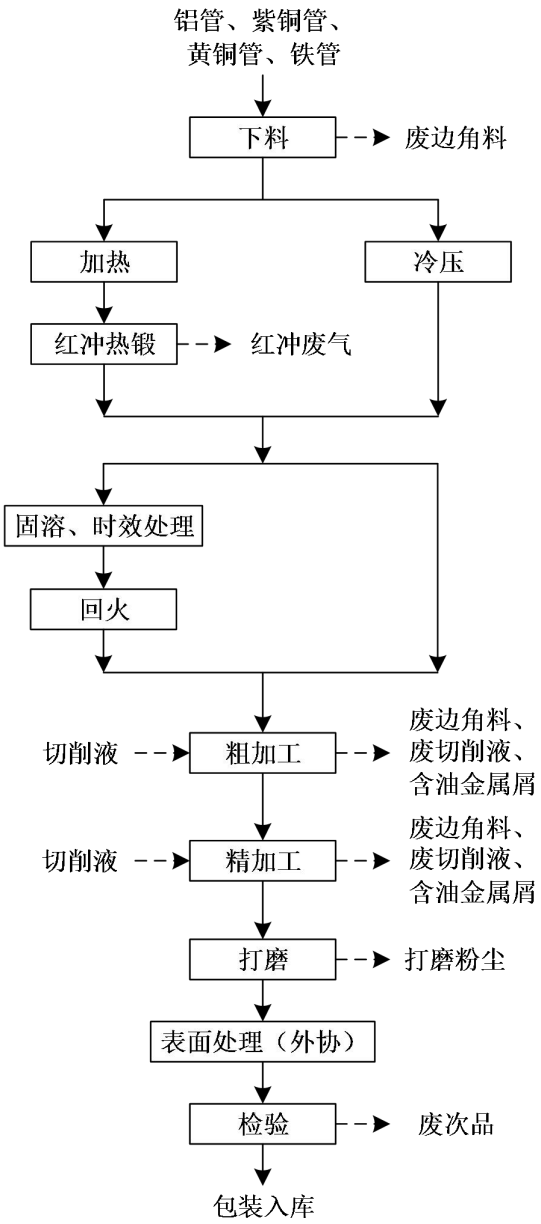 铝管、紫铜管、
黄铜管、铁管
下料
废边角料
加热
冷压
红冲热锻
红冲废气
固溶、时效处理
回火
切削液
粗加工
废边角料、
废切削液、
含油金属屑
切削液
精加工
废边角料、
废切削液、
含油金属屑
打磨
打磨粉尘
表面处理（外协）
检验
废次品
包装入库